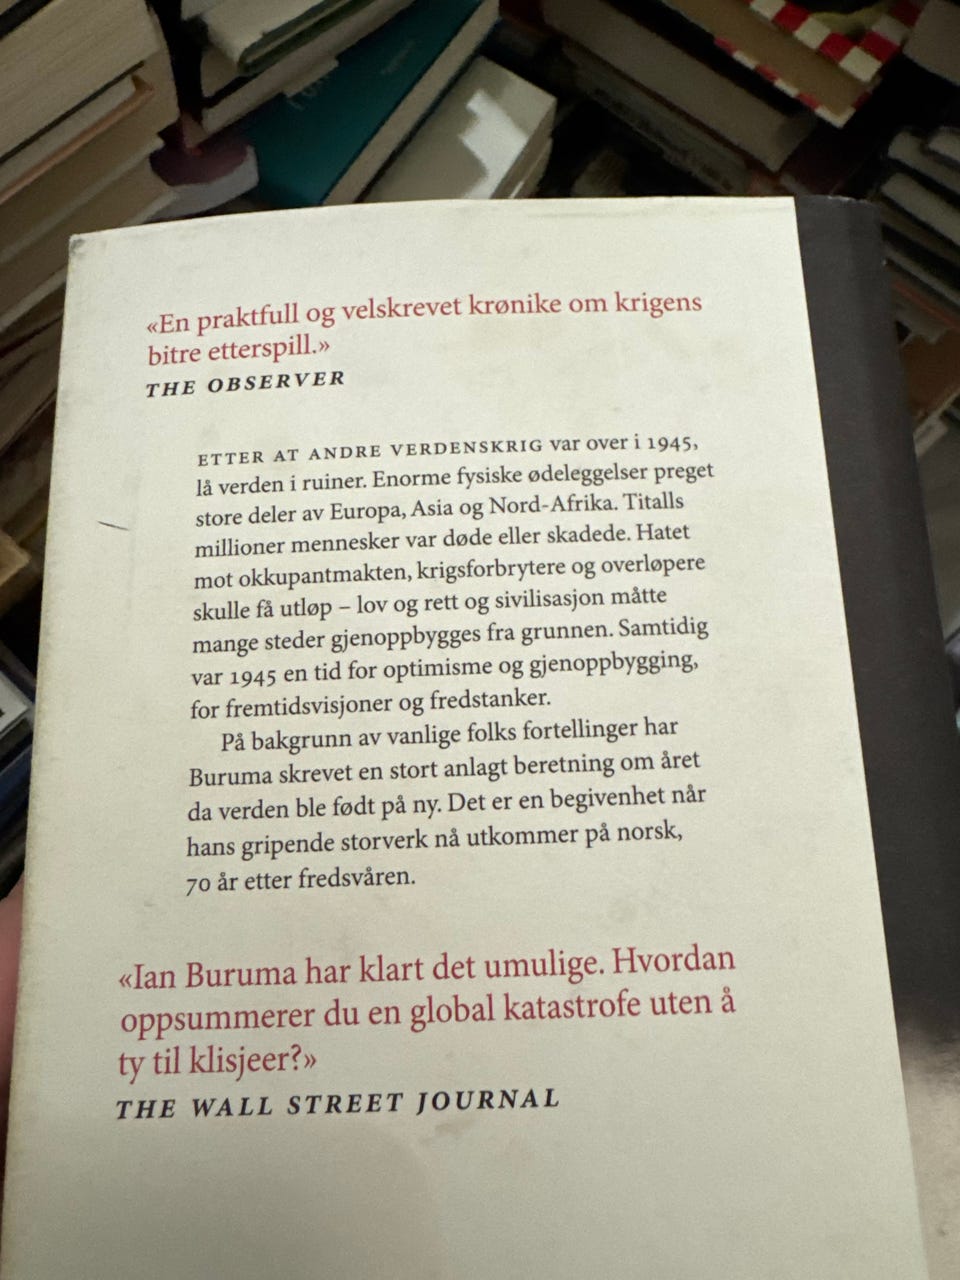 «En praktfull og velskrevet krønike om krigens
bitre etterspill.»
THE OBSERVER
ETTER AT ANDRE VERDENSKRIG var over i 1945,
lå verden i ruiner. Enorme fysiske ødeleggelser preget
store deler av Europa, Asia og Nord-Afrika. Titalls
millioner mennesker var døde eller skadede. Hatet
mot okkupantmakten, krigsforbrytere og overløpere
skulle få utløp – lov og rett og sivilisasjon måtte
mange steder gjenoppbygges fra grunnen. Samtidig
var 1945 en tid for optimisme og gjenoppbygging,
for fremtidsvisjoner og fredstanker.
På bakgrunn av vanlige folks fortellinger har
Buruma skrevet en stort anlagt beretning om året
da verden ble født på ny. Det er en begivenhet når
hans gripende storverk nå utkommer på norsk,
70 år etter fredsvåren.
«Ian Buruma har klart det umulige. Hvordan
oppsummerer du en global katastrofe uten å
ty til klisjeer?»
THE WALL STREET JOURNAL